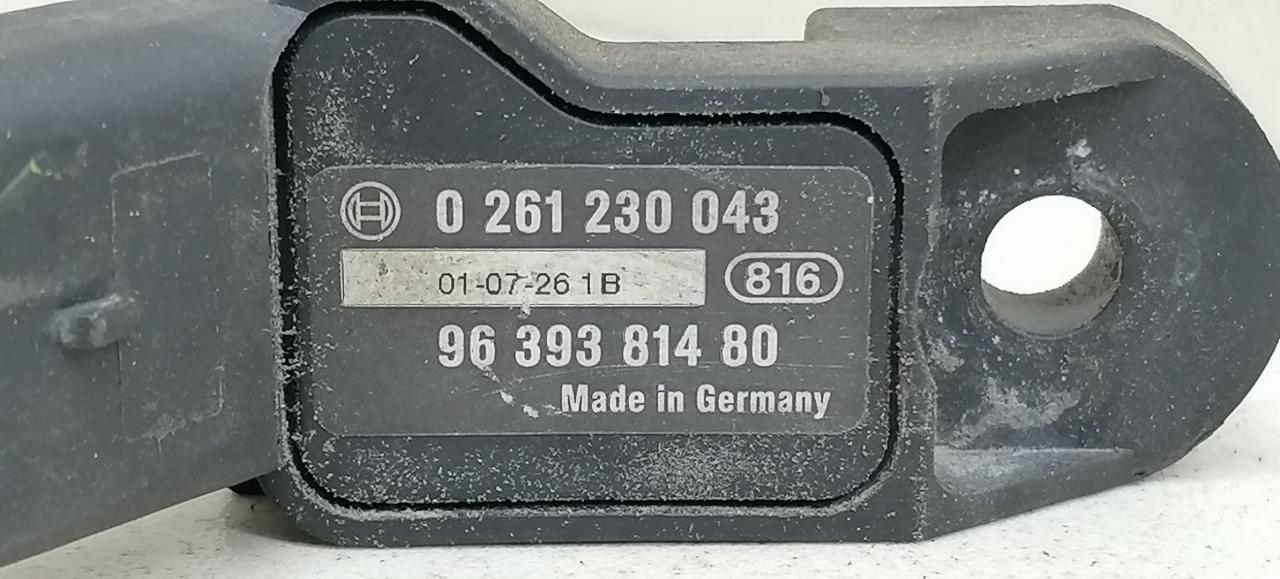 0 261 230 043
01-07-26 1B 816
96 393 814 80
Made in Germany